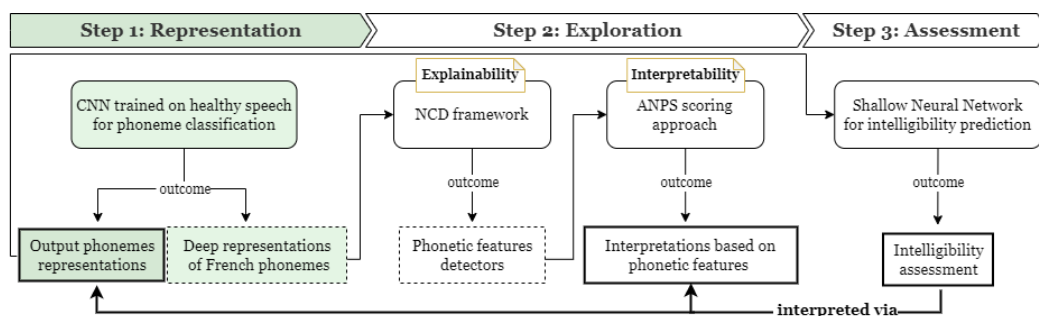 Step 1: Representation
Step 2: Exploration
Step 3: Assessment
CNN trained on healthy speech
for phoneme classification
Explainability
NCD framework
Interpretability
ANPS scoring
approach
Shallow Neural Network
for intelligibility prediction
outcome
outcome
outcome
outcome
Output phonemes
representations
Deep representations
of French phonemes
Phonetic features
detectors
Interpretations based on
phonetic features
Intelligibility
assessment
interpreted via